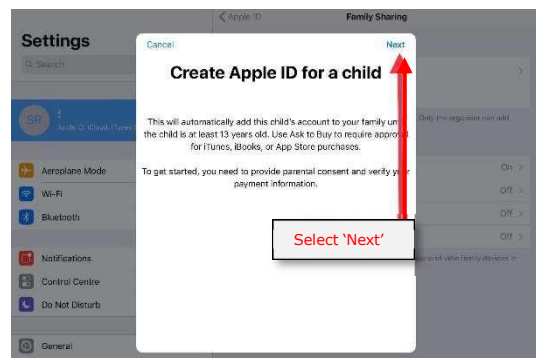 Apple ID
Family Sharing
Settings
Search
Cancel
Next
Create Apple ID for a child
SR
This will automatically add this child's account to your family
the child is at least 13 years old. Use Ask to Buy to require
for iTunes, iBooks, or App Store purchases.
Only the organiser can add
To get started, you need to provide parental consent and verify
payment information.
Aeroplane Mode
Wi-Fi
Bluetooth
On
Off
Off
Off
Select ‘Next’
Notifications
Control Centre
Do Not Disturb
General